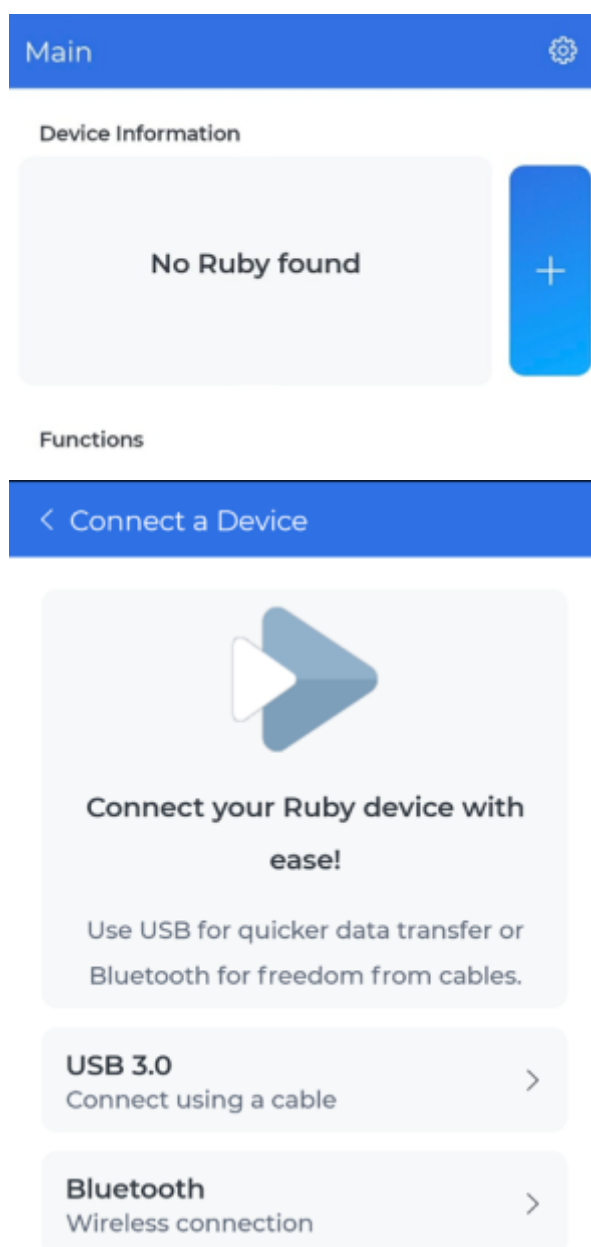 Main
Device Information
No Ruby found
+
Functions
< Connect a Device
Connect your Ruby device with
ease!
Use USB for quicker data transfer or
Bluetooth for freedom from cables.
USB 3.0
Connect using a cable
Bluetooth
Wireless connection